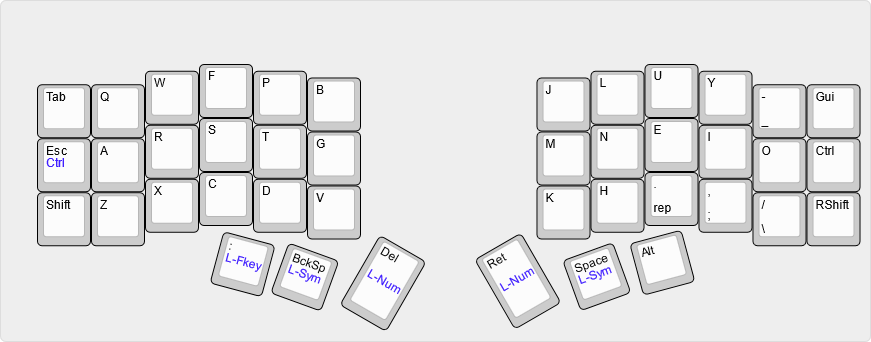 Tab
Q
W
F
P
B
J
L
U
Y
-
_
Gui
Esc
Ctrl
A
R
S
T
G
M
N
E
I
O
Ctrl
Shift
Z
X
C
D
V
K
H
.
rep
,
;
/
\
RShift
:
L-Fkey
BckSp
L-Sym
Del
L-Num
Ret
L-Num
Space
L-Sym
Alt